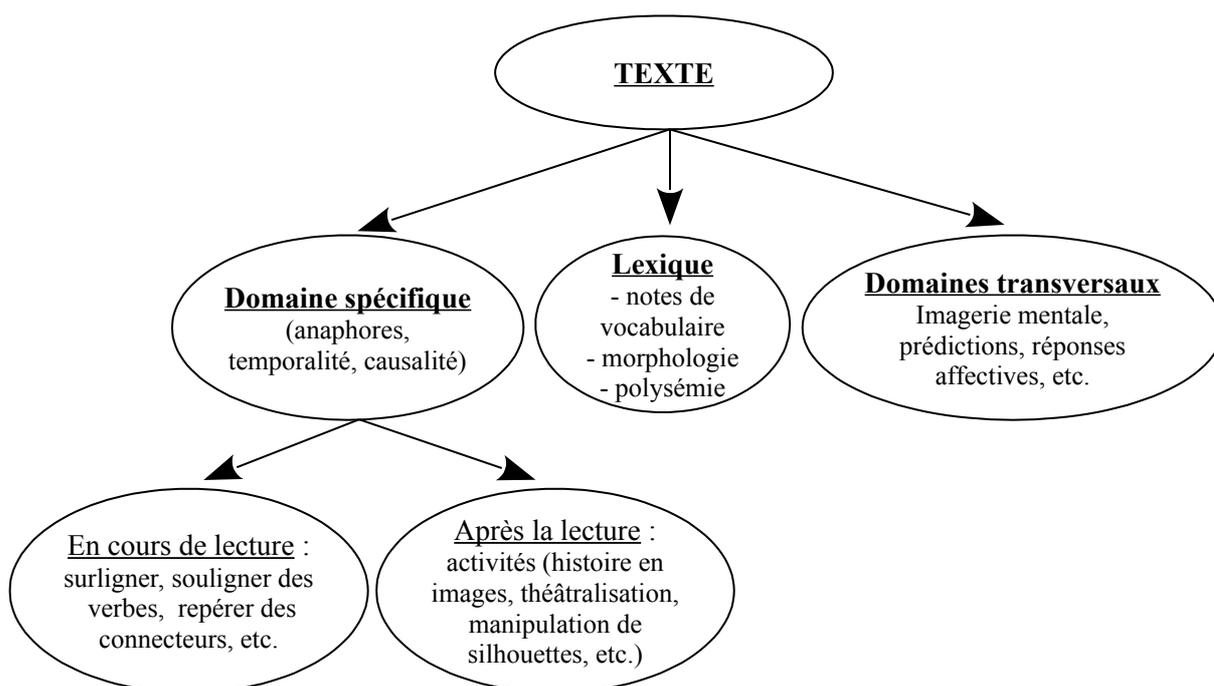 TEXTE
Domaine spécifique
(anaphores,
temporalité, causalité)
Lexique
- notes de
vocabulaire
- morphologie
- polysémie
Domaines transversaux
Imagerie mentale,
prédictions, réponses
affectives, etc.
En cours de lecture :
surligner, souligner des
verbes,  repérer des
connecteurs, etc.
Après la lecture :
activités (histoire en
images, théâtralisation,
manipulation de
silhouettes, etc.)